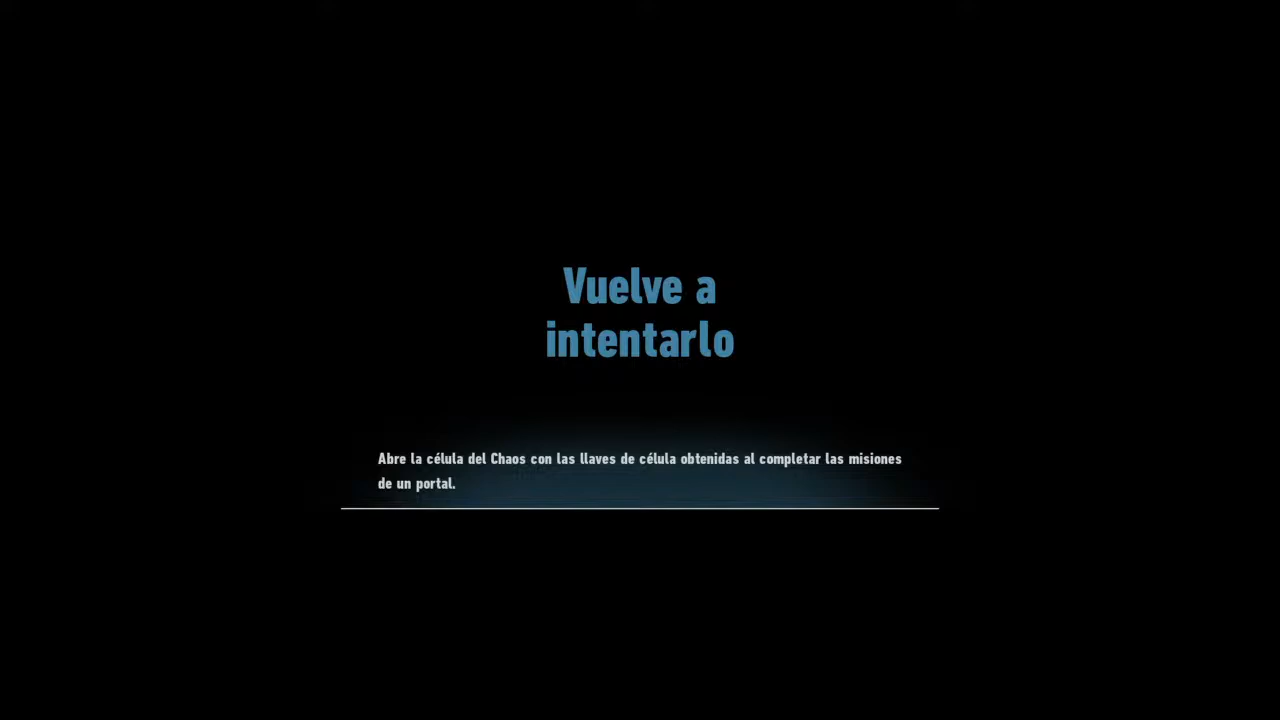 Vuelve a
intentarlo
Abre la célula del Chaos con las llaves de célula obtenidas al completar las misiones
de un portal.